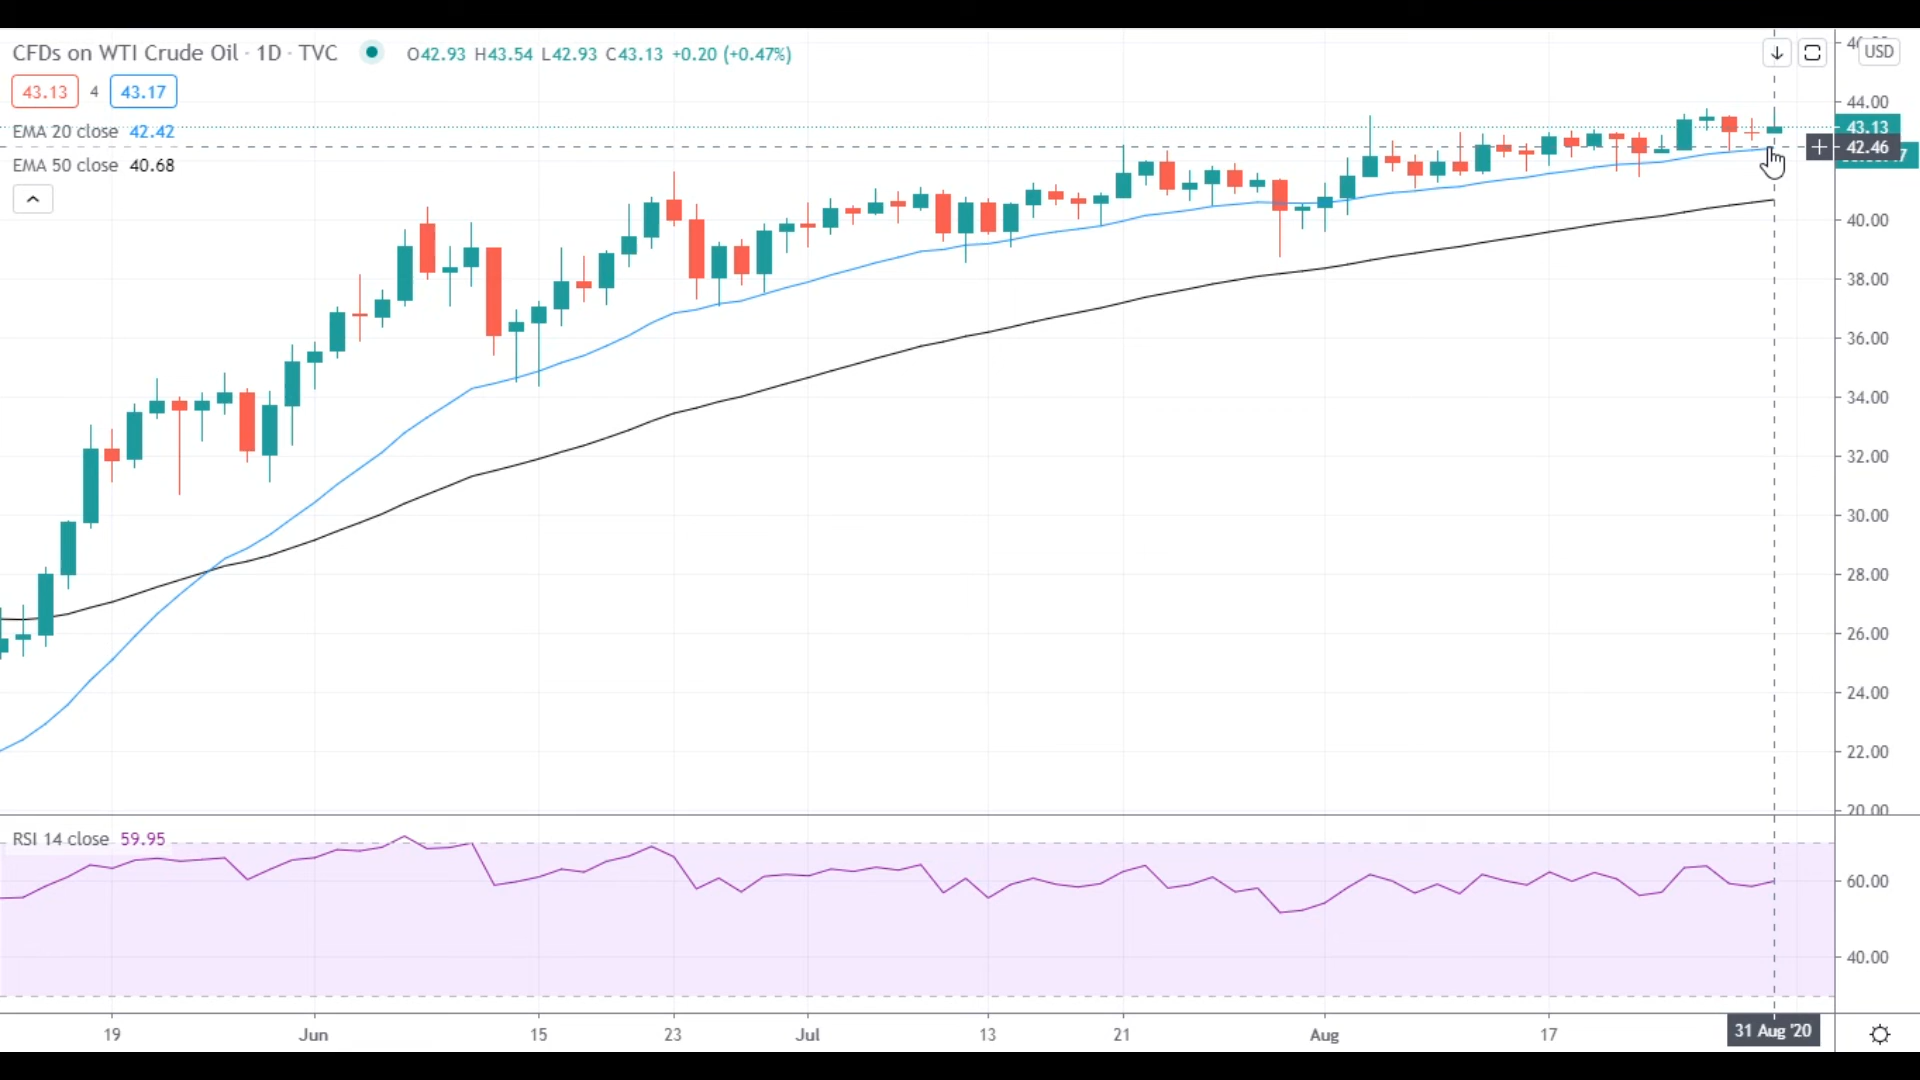 CFDs on WTI Crude Oil · 1D · TVC O42.93 H43.54 L42.93 C43.13 +0.20 (+0.47%)
USD
43.13 4 43.17
EMA 20 close 42.42
EMA 50 close 40.68
44.00
43.13
42.46
40.00
38.00
36.00
34.00
32.00
30.00
28.00
26.00
24.00
22.00
20.00
RSI 14 close 59.95
60.00
40.00
19 Jun 15 23 Jul 13 21 Aug 17 31 Aug '20